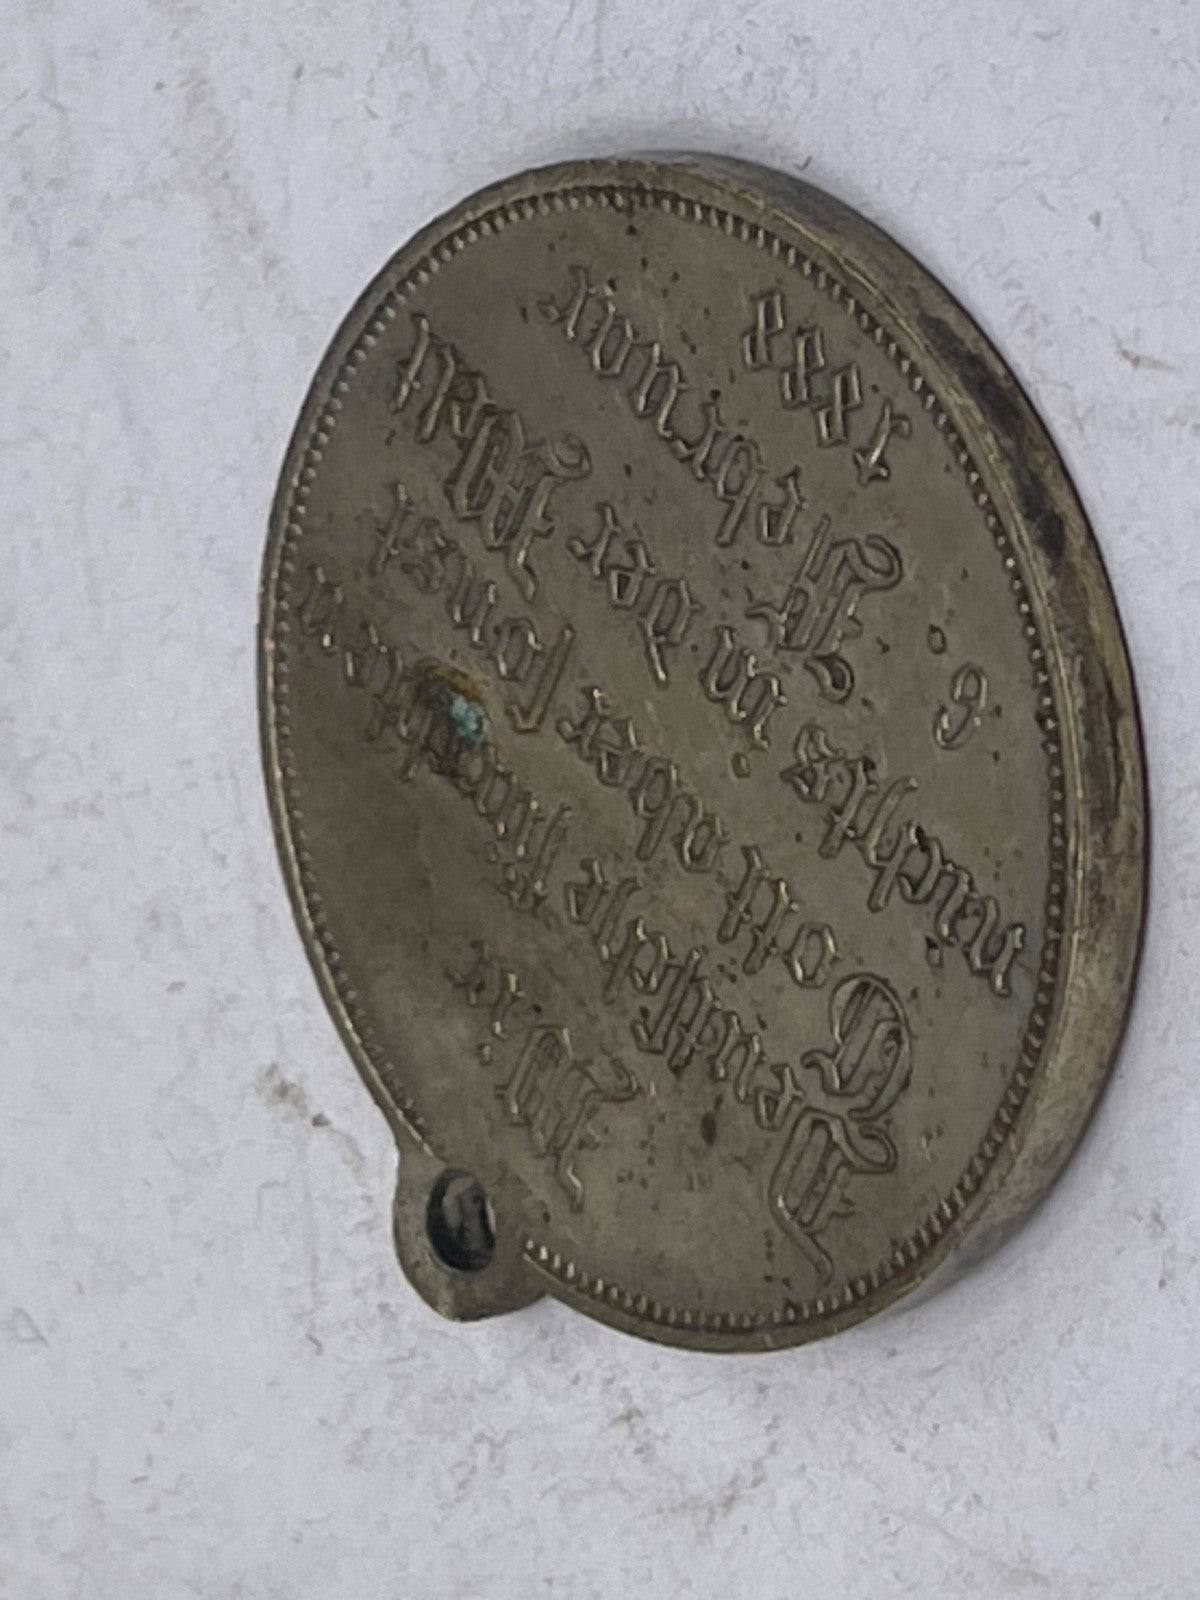 Wir
Deutsche fürchten
Gott aber sonst
nichts in der Welt
6. Februar
1888